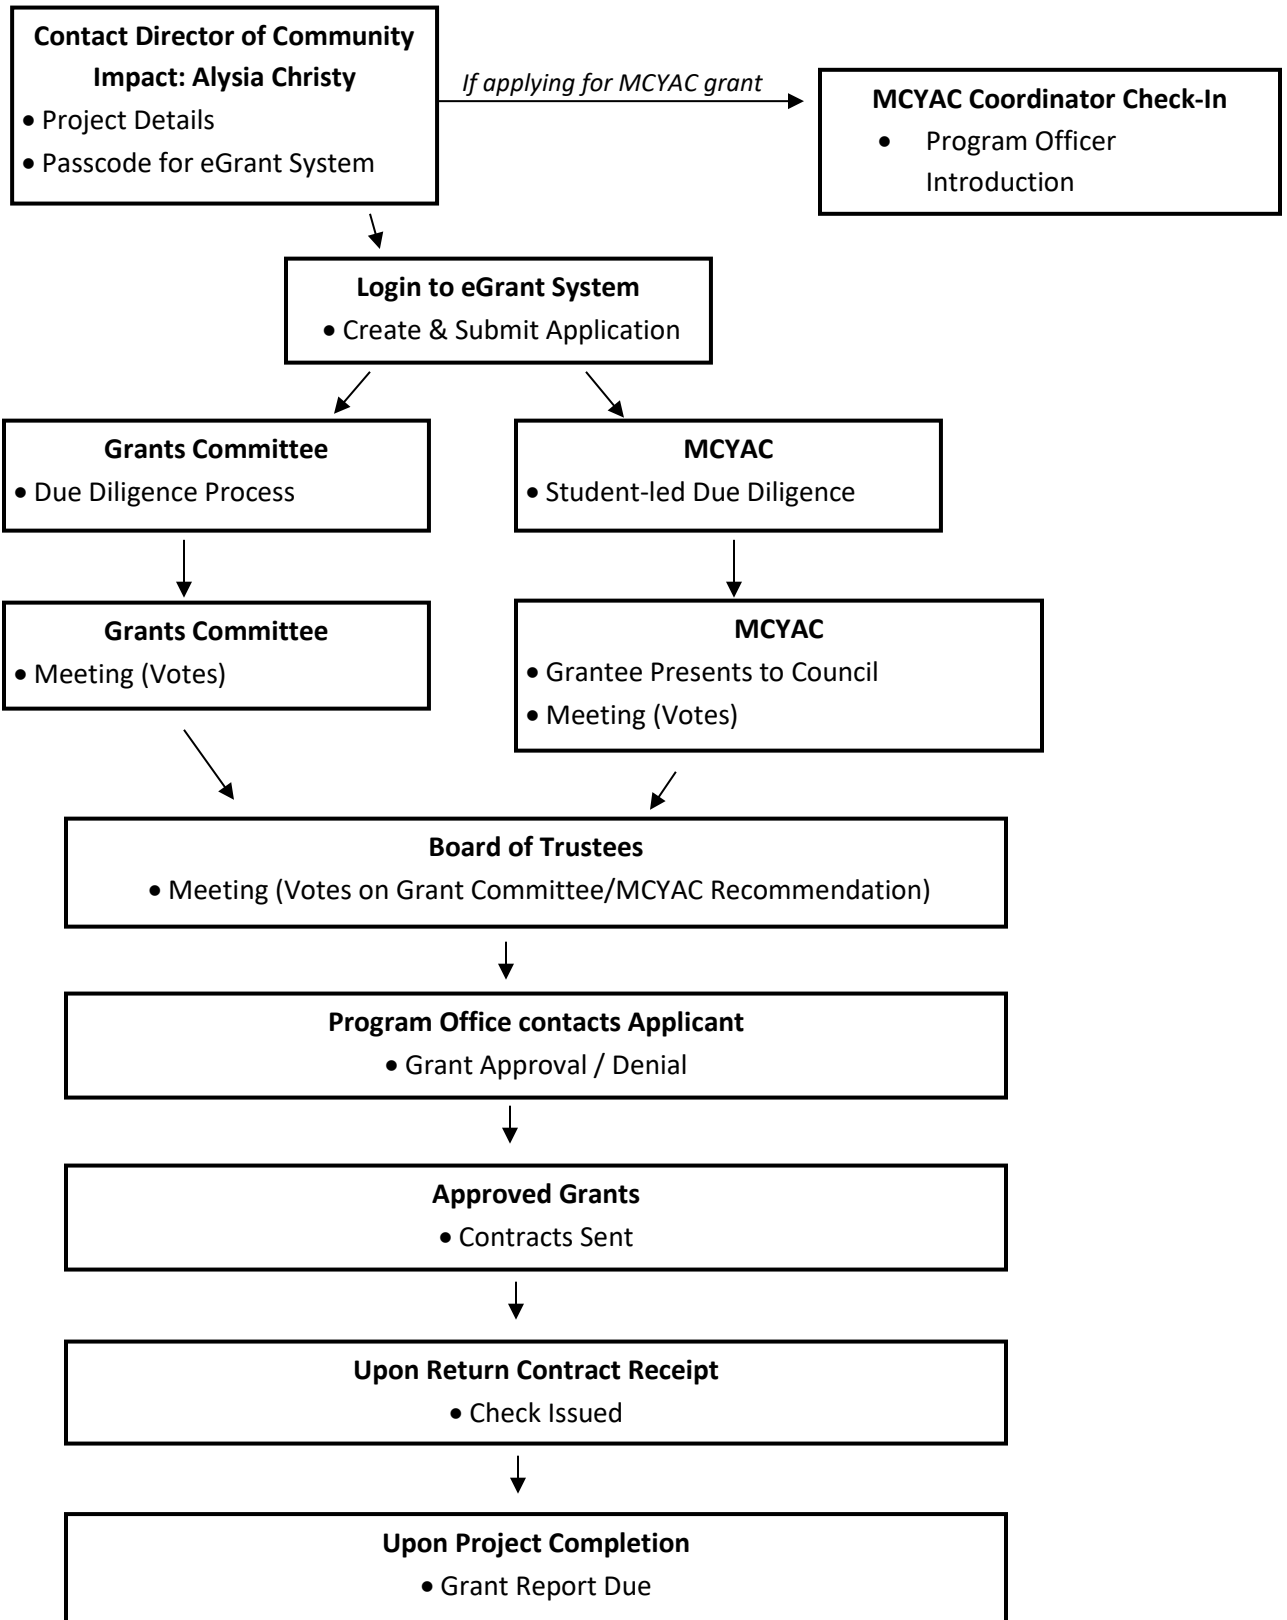 Contact Director of Community
Impact: Alysia Christy
• Project Details
• Passcode for eGrant System
If applying for MCYAC grant
MCYAC Coordinator Check-In
• Program Officer
Introduction
Login to eGrant System
• Create & Submit Application
Grants Committee
• Due Diligence Process
MCYAC
• Student-led Due Diligence
Grants Committee
• Meeting (Votes)
MCYAC
• Grantee Presents to Council
• Meeting (Votes)
Board of Trustees
• Meeting (Votes on Grant Committee/MCYAC Recommendation)
Program Office contacts Applicant
• Grant Approval / Denial
Approved Grants
• Contracts Sent
Upon Return Contract Receipt
• Check Issued
Upon Project Completion
• Grant Report Due